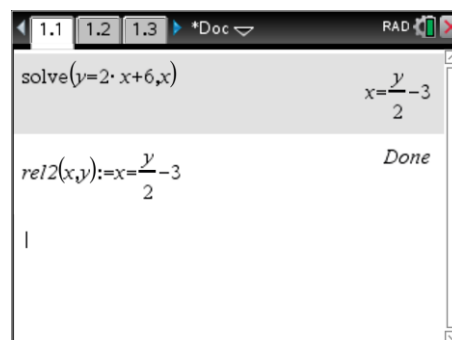 1.1 1.2 1.3 *Doc RAD
solve(y=2·x+6,x)
x=y/2-3
rel2(x,y):=x=y/2-3
Done